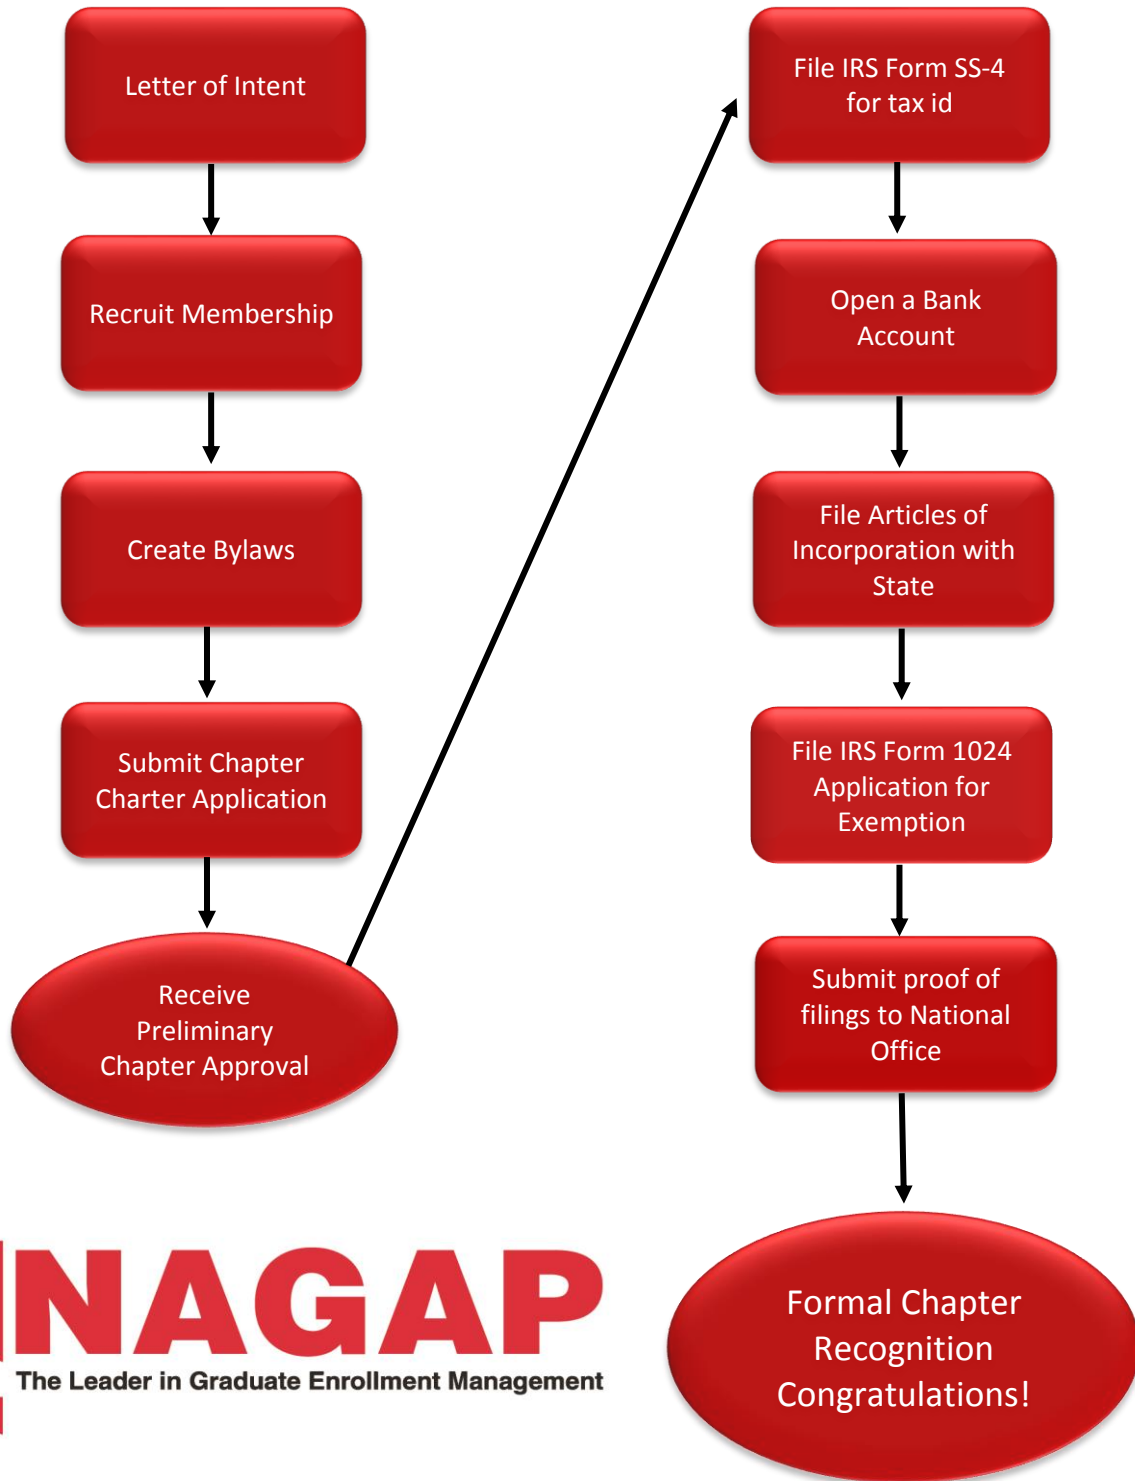 Letter of Intent
Recruit Membership
Create Bylaws
Submit Chapter
Charter Application
Receive
Preliminary
Chapter Approval
File IRS Form SS-4
for tax id
Open a Bank
Account
File Articles of
Incorporation with
State
File IRS Form 1024
Application for
Exemption
Submit proof of
filings to National
Office
Formal Chapter
Recognition
Congratulations!
NAGAP
The Leader in Graduate Enrollment Management